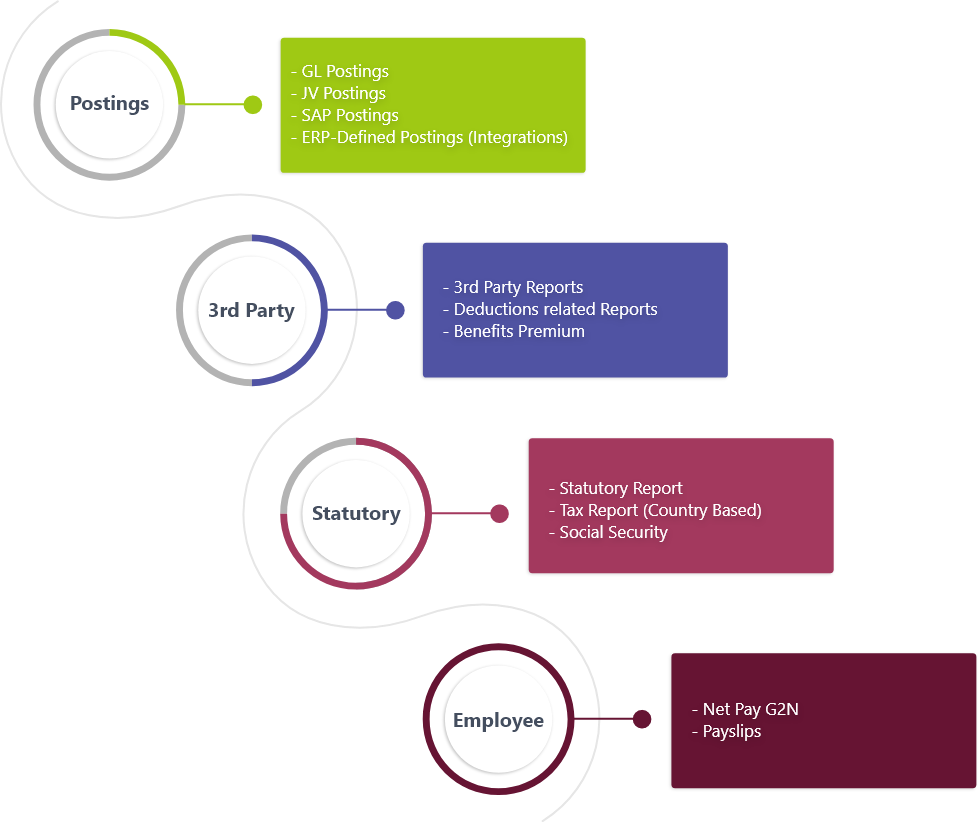 Postings
- GL Postings
- JV Postings
- SAP Postings
- ERP-Defined Postings (Integrations)
3rd Party
- 3rd Party Reports
- Deductions related Reports
- Benefits Premium
Statutory
- Statutory Report
- Tax Report (Country Based)
- Social Security
Employee
- Net Pay G2N
- Payslips